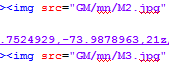 ><img src="GM/mn/M2.jpg"
.7524929,-73.9878963,21z,
><img src="GM/mn/M3.jpg"